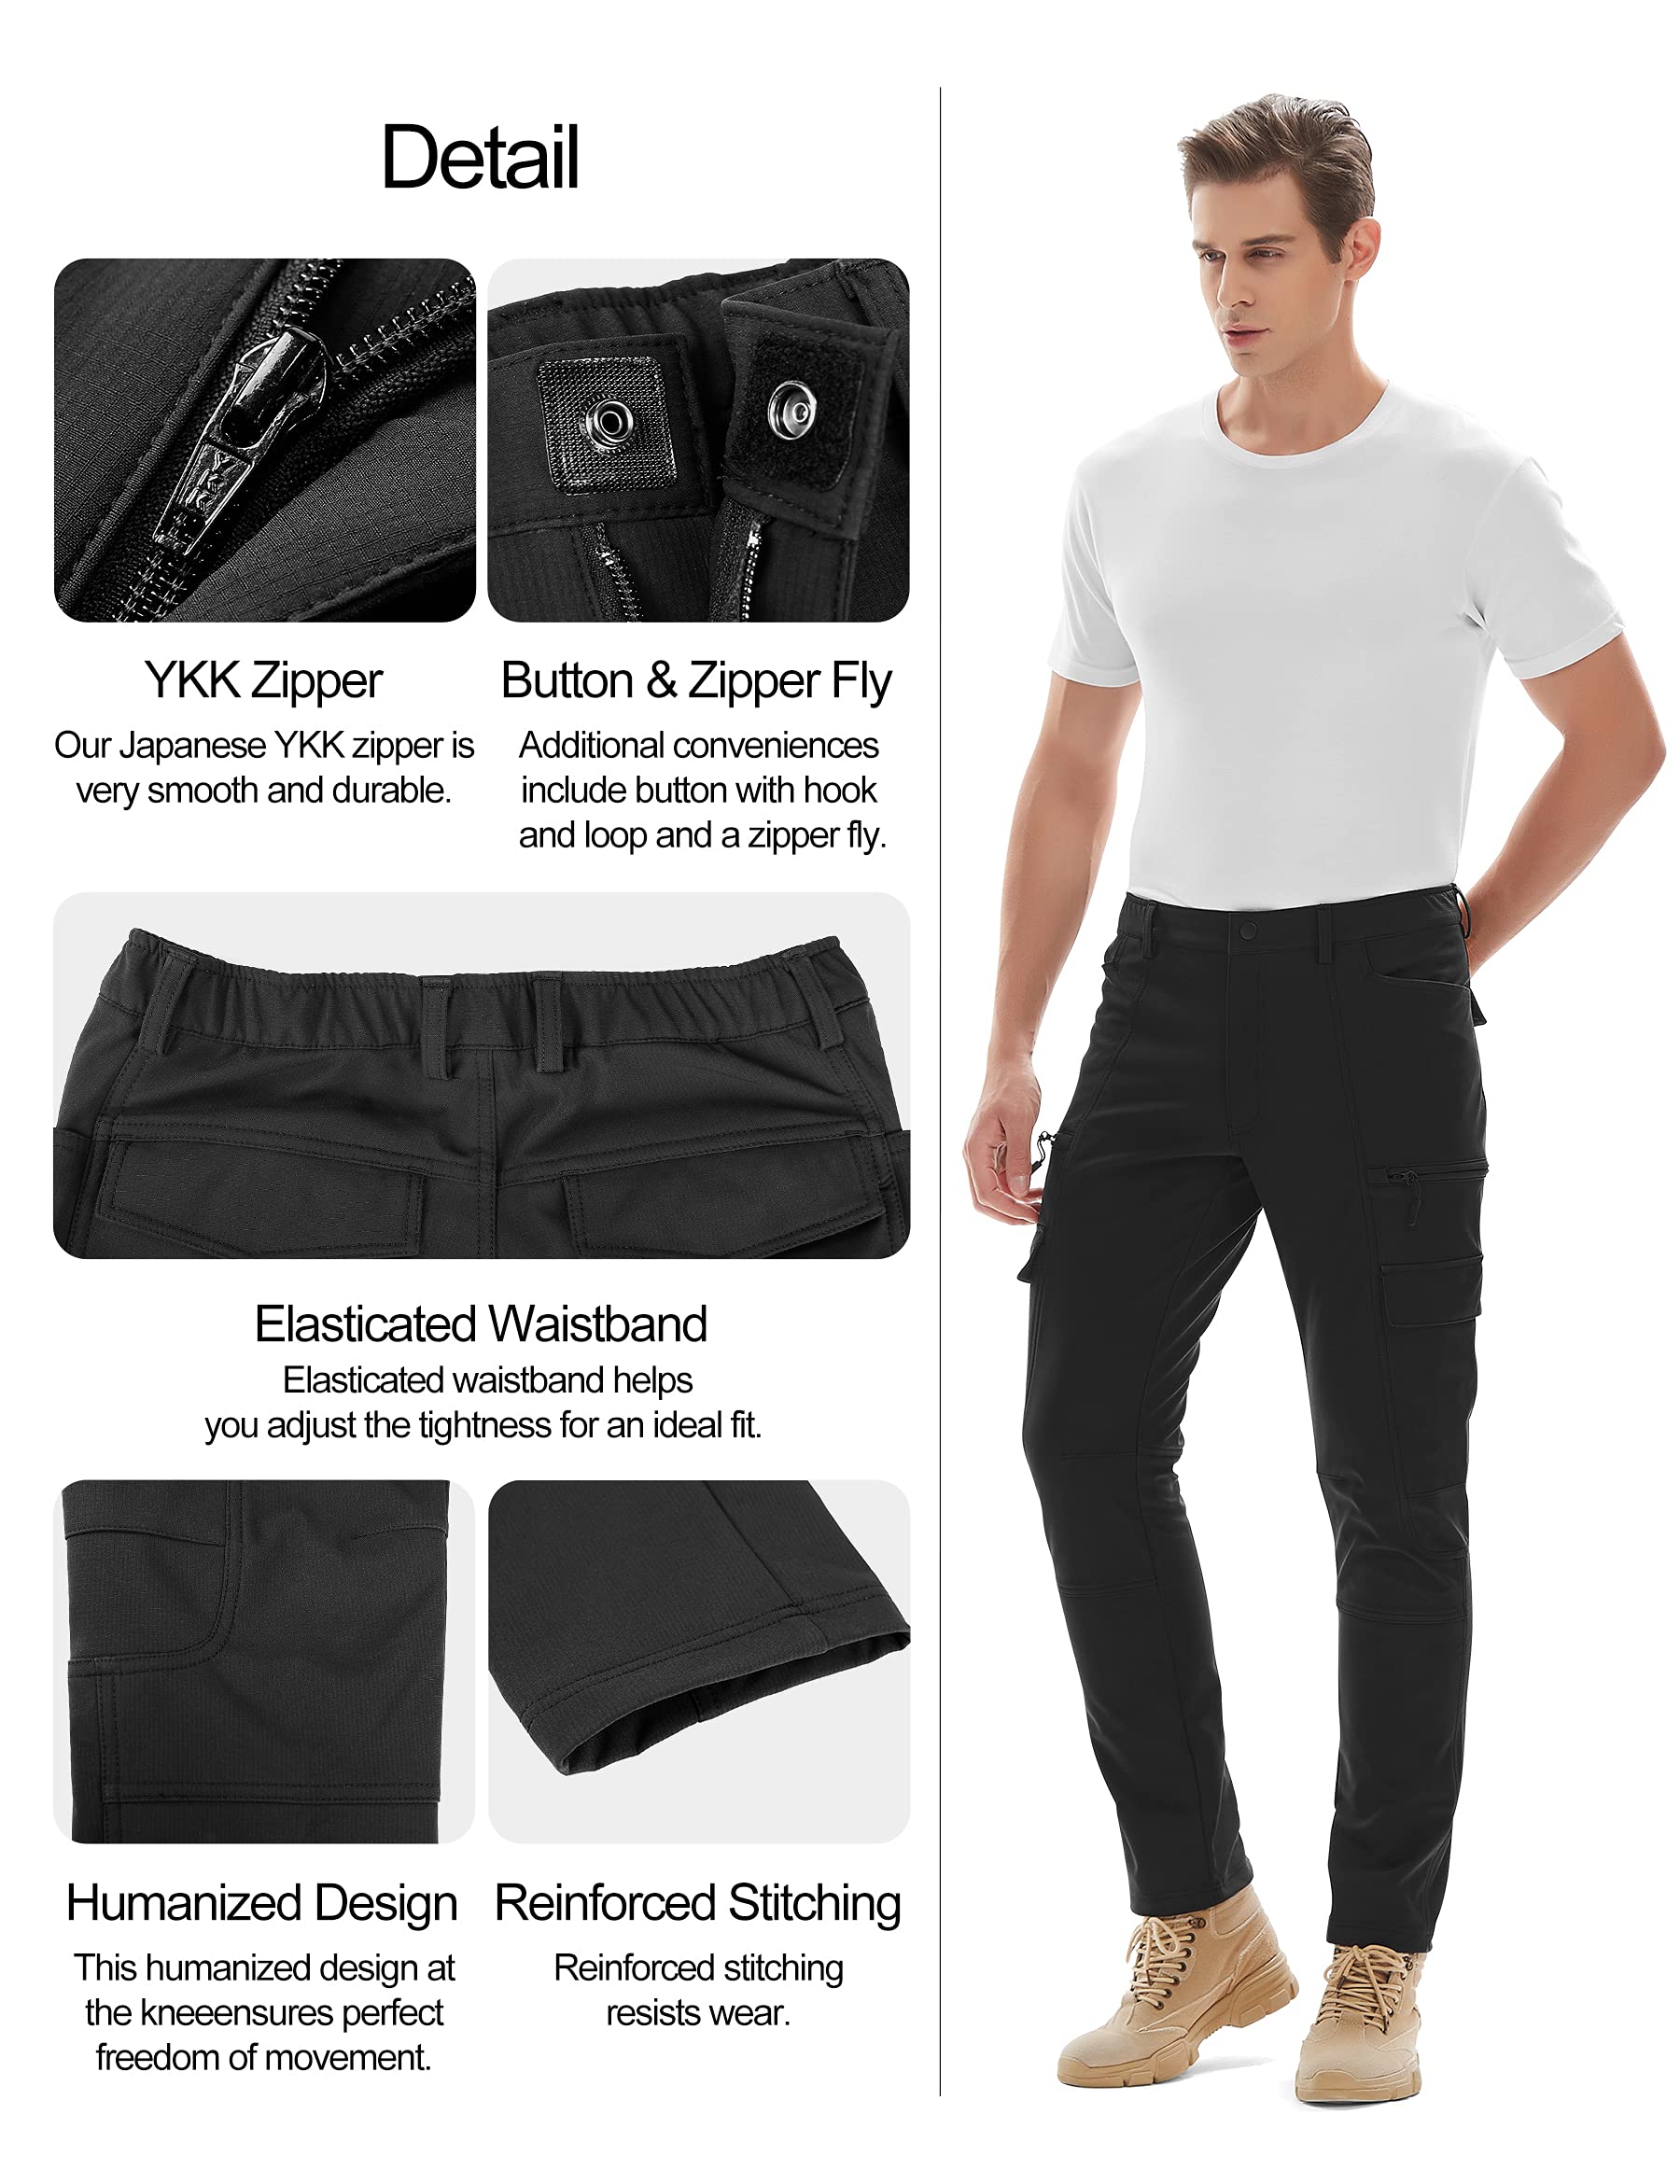 Detail
YKK
YKK Zipper
Our Japanese YKK zipper is
very smooth and durable.
Button & Zipper Fly
Additional conveniences
include button with hook
and loop and a zipper fly.
Elasticated Waistband
Elasticated waistband helps
you adjust the tightness for an ideal fit.
Humanized Design
This humanized design at
the kneeensures perfect
freedom of movement.
Reinforced Stitching
Reinforced stitching
resists wear.